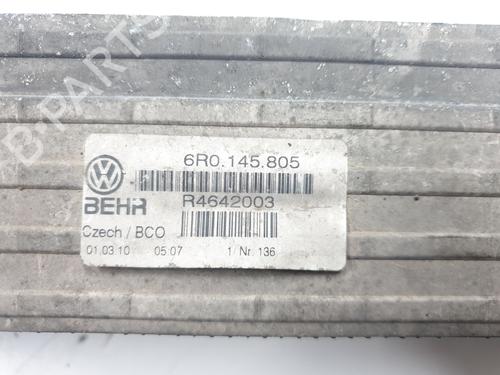 B-PARTS
6R0.145.805
BEHR
R4642003
Czech / BCO
01.03.10 05:07 1/ Nr. 136